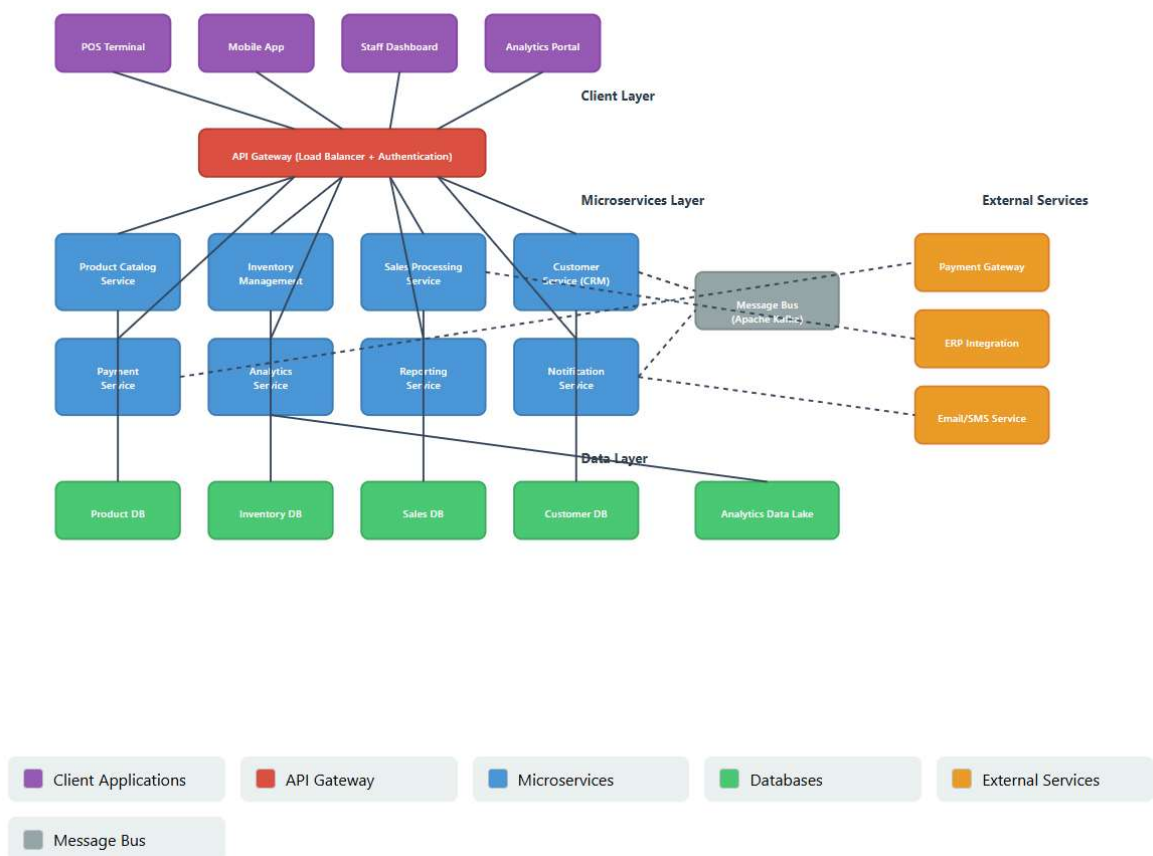 POS Terminal
Mobile App
Staff Dashboard
Analytics Portal
Client Layer
API Gateway (Load Balancer + Authentication)
Microservices Layer
External Services
Product Catalog
Service
Inventory
Management
Sales Processing
Service
Customer
Service (CRM)
Message Bus
(Apache Kafka)
Payment Gateway
ERP Integration
Email/SMS Service
Payment
Service
Analytics
Service
Reporting
Service
Notification
Service
Data Layer
Product DB
Inventory DB
Sales DB
Customer DB
Analytics Data Lake
Client Applications
API Gateway
Microservices
Databases
External Services
Message Bus